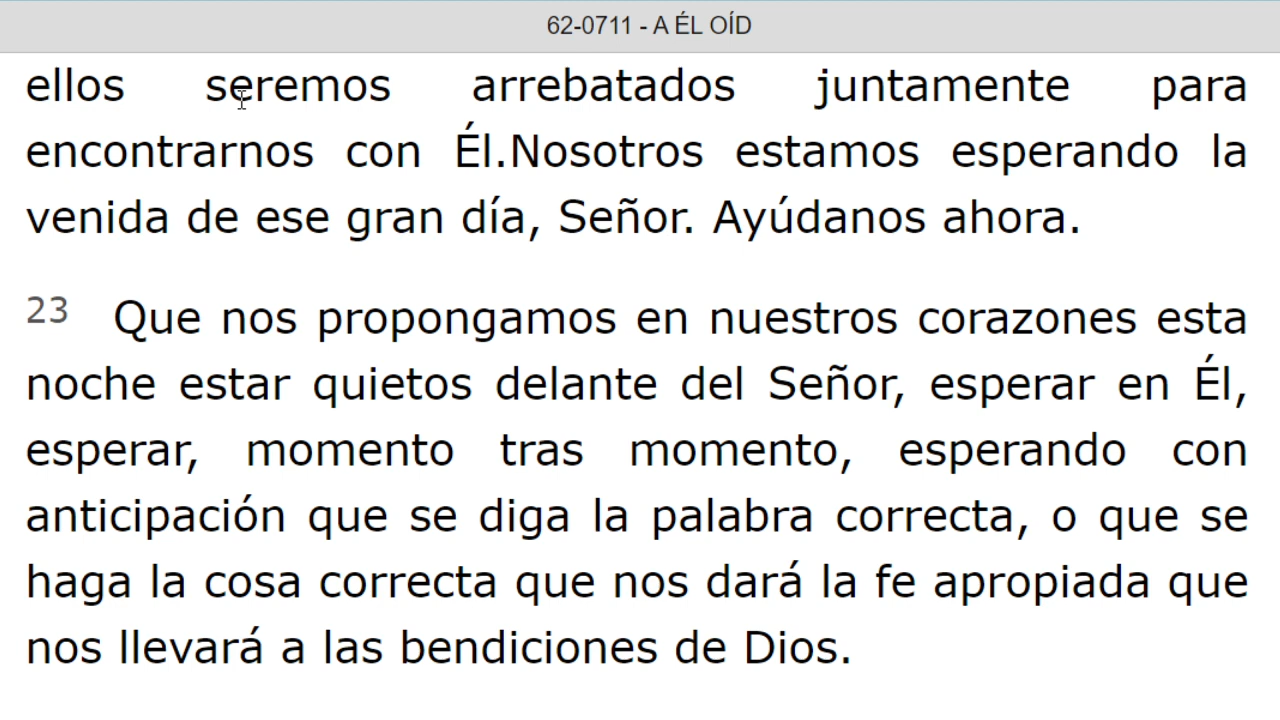 62-0711 - A ÉL OÍD
ellos seremos arrebatados juntamente para
encontrarnos con Él.Nosotros estamos esperando la
venida de ese gran día, Señor. Ayúdanos ahora.
23 Que nos propongamos en nuestros corazones esta
noche estar quietos delante del Señor, esperar en Él,
esperar, momento tras momento, esperando con
anticipación que se diga la palabra correcta, o que se
haga la cosa correcta que nos dará la fe apropiada que
nos llevará a las bendiciones de Dios.